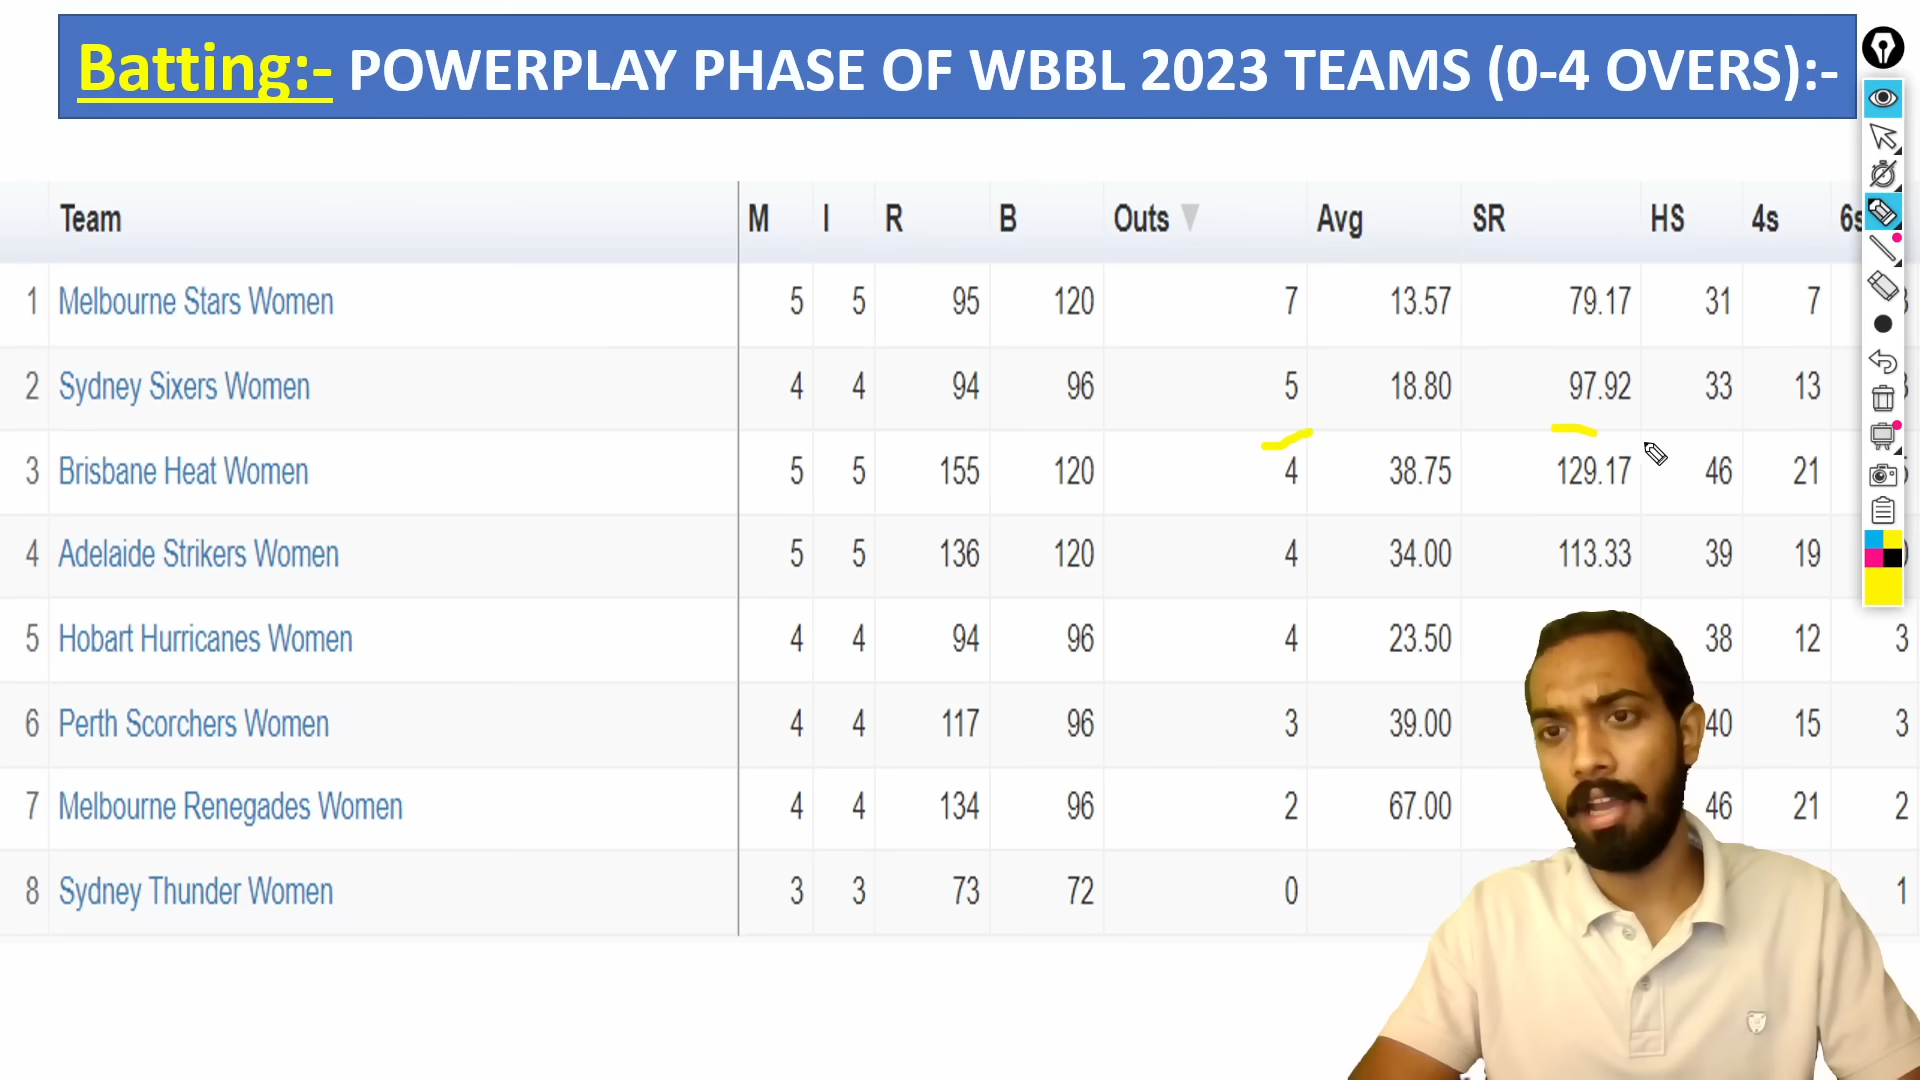 Batting:- POWERPLAY PHASE OF WBBL 2023 TEAMS (0-4 OVERS):-
Team M I R B Outs Avg SR HS 4s 6s
1 Melbourne Stars Women 5 5 95 120 7 13.57 79.17 31 7
2 Sydney Sixers Women 4 4 94 96 5 18.80 97.92 33 13
3 Brisbane Heat Women 5 5 155 120 4 38.75 129.17 46 21
4 Adelaide Strikers Women 5 5 136 120 4 34.00 113.33 39 19
5 Hobart Hurricanes Women 4 4 94 96 4 23.50 38 12 3
6 Perth Scorchers Women 4 4 117 96 3 39.00 40 15 3
7 Melbourne Renegades Women 4 4 134 96 2 67.00 46 21 2
8 Sydney Thunder Women 3 3 73 72 0 1